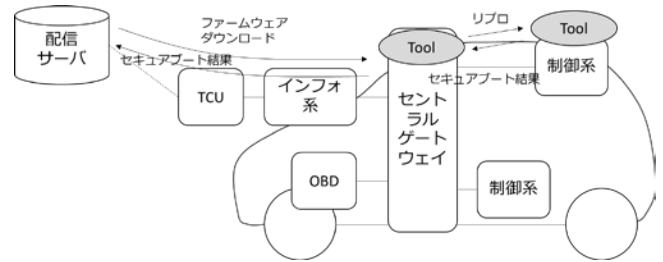 配信
サーバ
ファームウェア
ダウンロード
セキュアブート結果
TCU
インフォ
系
OBD
Tool
セント
ラル
ゲート
ウェイ
リプロ
Tool
セキュアブート結果
制御系
制御系